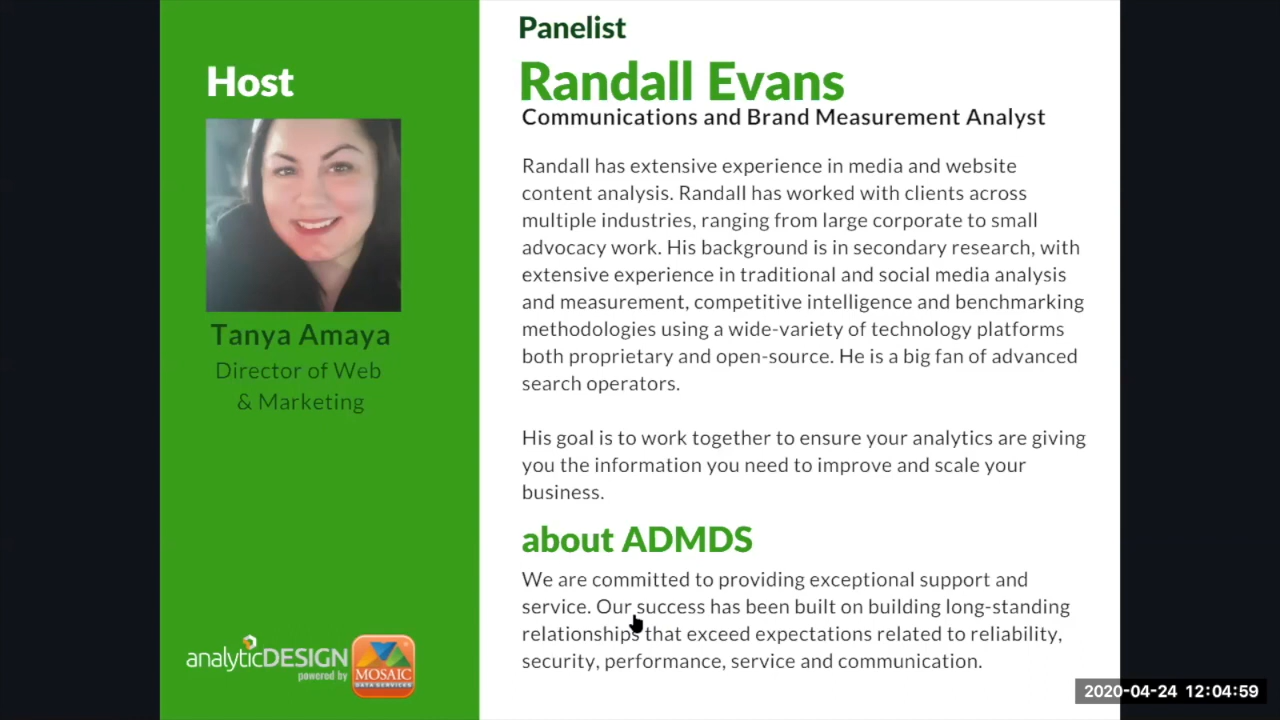 Host
Tanya Amaya
Director of Web
& Marketing
analyticDESIGN
powered by
MOSAIC
DATA SERVICES
Panelist
Randall Evans
Communications and Brand Measurement Analyst
Randall has extensive experience in media and website
content analysis. Randall has worked with clients across
multiple industries, ranging from large corporate to small
advocacy work. His background is in secondary research, with
extensive experience in traditional and social media analysis
and measurement, competitive intelligence and benchmarking
methodologies using a wide-variety of technology platforms
both proprietary and open-source. He is a big fan of advanced
search operators.
His goal is to work together to ensure your analytics are giving
you the information you need to improve and scale your
business.
about ADMDS
We are committed to providing exceptional support and
service. Our success has been built on building long-standing
relationships that exceed expectations related to reliability,
security, performance, service and communication.
2020-04-24 12:04:59